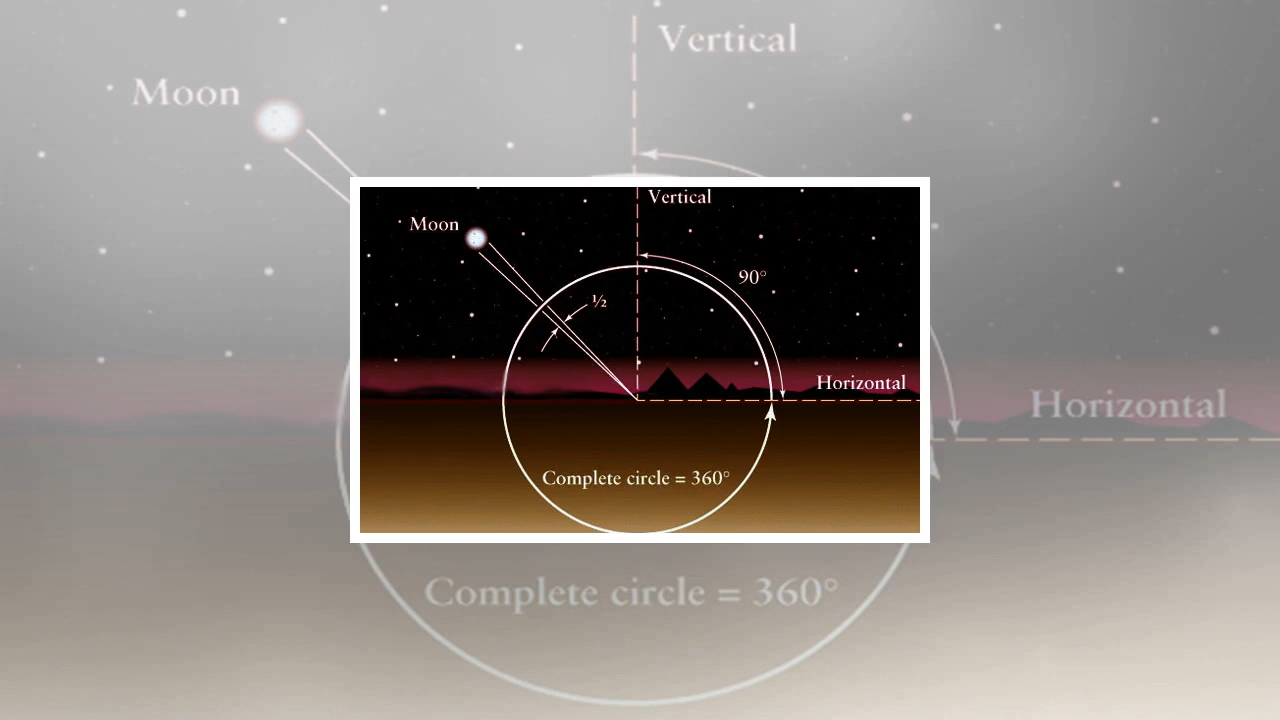 Vertical
Moon
Vertical
Moon
90°
½
Horizontal
Horizontal
Complete circle = 360°
Complete circle = 360°